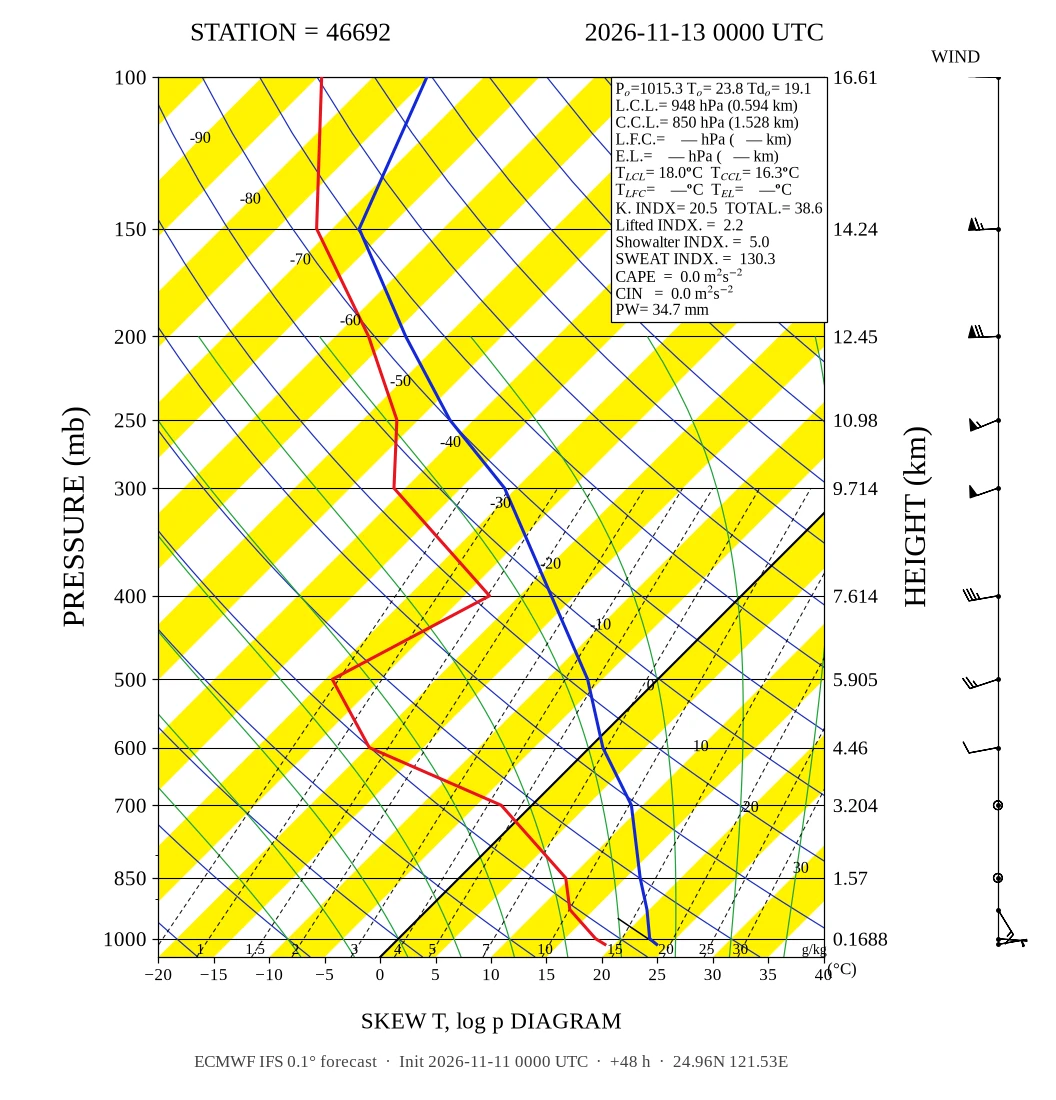 STATION = 46692
2026-11-13 0000 UTC
WIND
100
150
200
250
300
400
500
600
700
850
1000
PRESSURE (mb)
-90
-80
-70
-60
-50
-40
-30
-20
-10
0
10
20
30
Pₒ=1015.3 Tₒ= 23.8 Tdₒ= 19.1
L.C.L.= 948 hPa (0.594 km)
C.C.L.= 850 hPa (1.528 km)
L.F.C.= — hPa ( — km)
E.L.= — hPa ( — km)
T_LCL= 18.0°C T_CCL= 16.3°C
T_LFC= —°C T_EL= —°C
K. INDX= 20.5 TOTAL.= 38.6
Lifted INDX. = 2.2
Showalter INDX. = 5.0
SWEAT INDX. = 130.3
CAPE = 0.0 m²s⁻²
CIN = 0.0 m²s⁻²
PW= 34.7 mm
16.61
14.24
12.45
10.98
9.714
7.614
5.905
4.46
3.204
1.57
0.1688
HEIGHT (km)
1 1.5 2 3 4 5 7 10 15 20 25 30 g/kg
−20 −15 −10 −5 0 5 10 15 20 25 30 35 40 (°C)
SKEW T, log p DIAGRAM
ECMWF IFS 0.1° forecast · Init 2026-11-11 0000 UTC · +48 h · 24.96N 121.53E